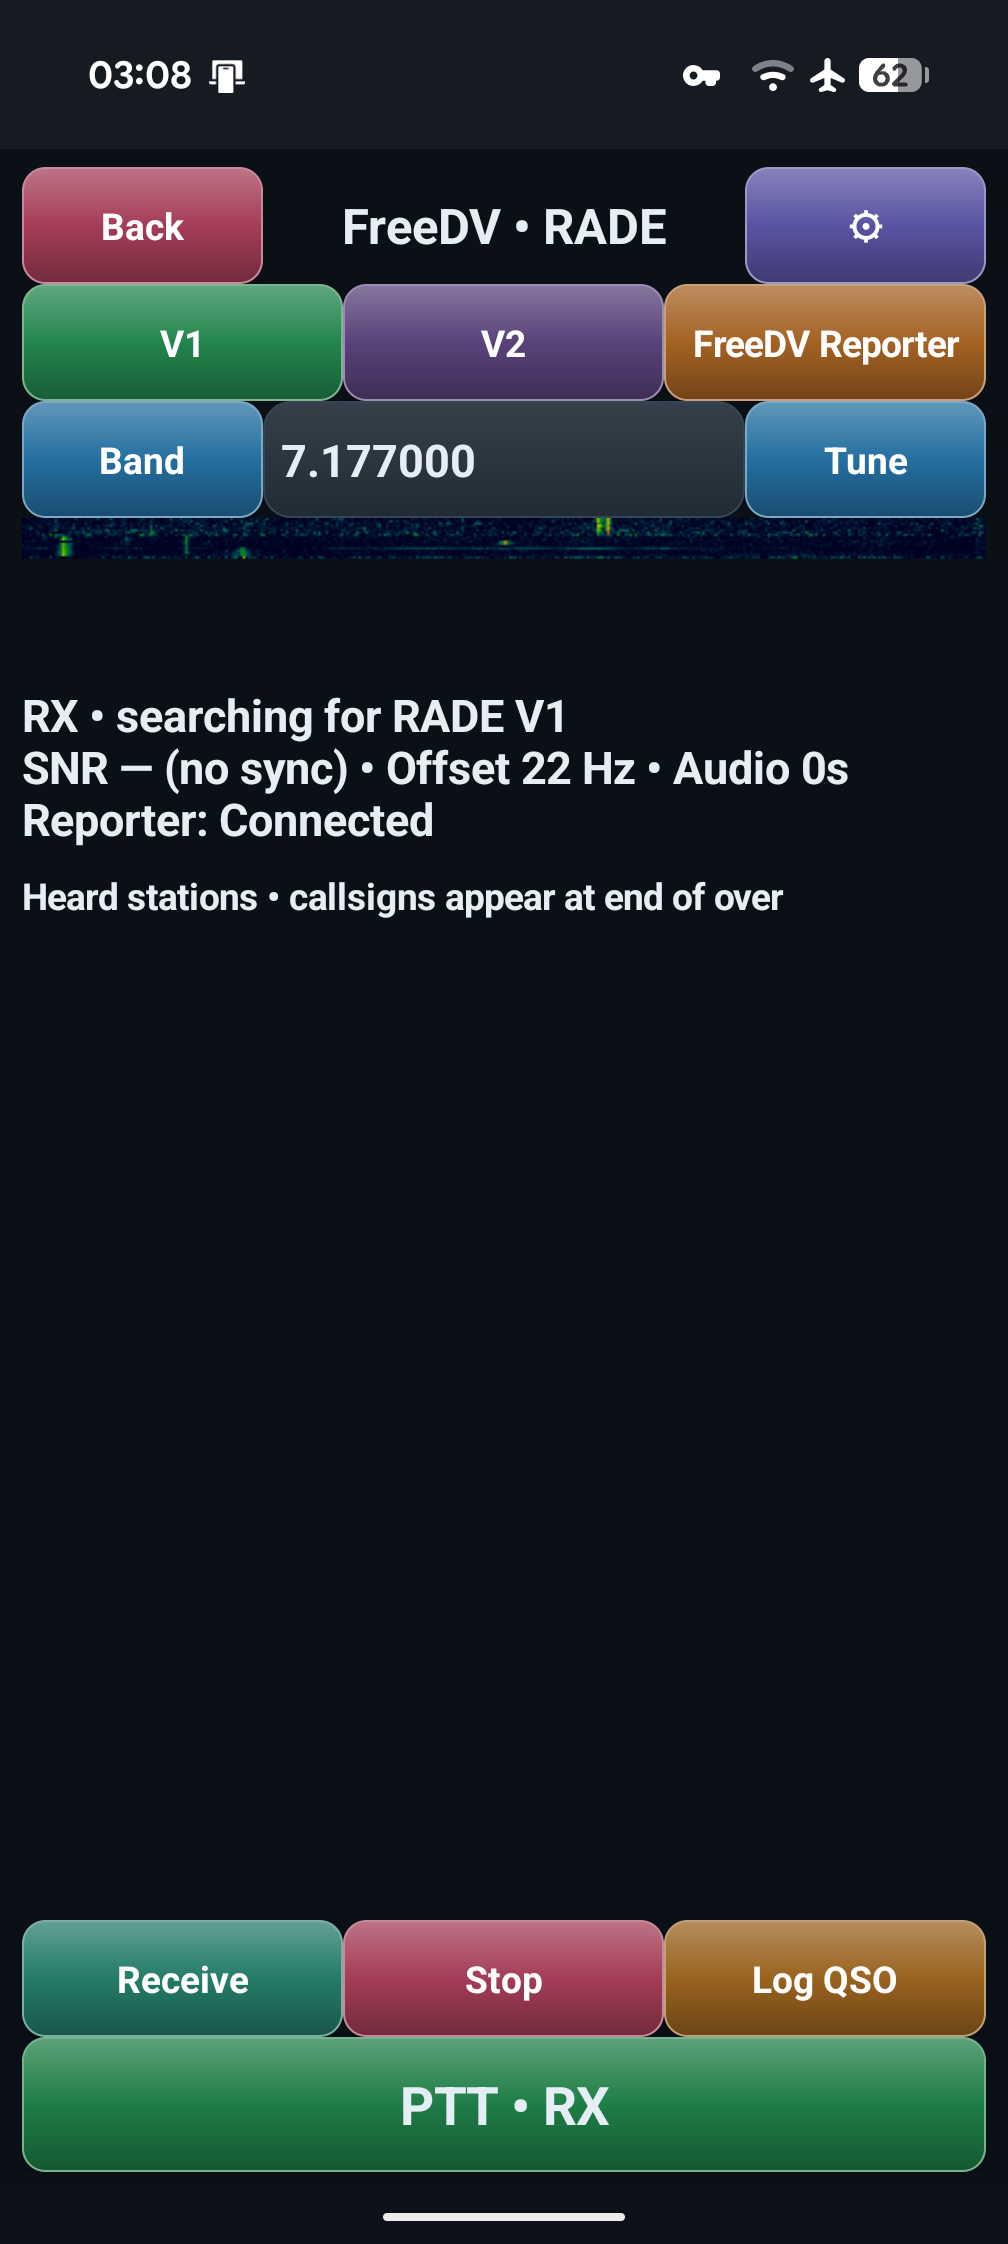 03:08
62
Back
FreeDV • RADE
⚙
V1
V2
FreeDV Reporter
Band
7.177000
Tune
RX • searching for RADE V1
SNR — (no sync) • Offset 22 Hz • Audio 0s
Reporter: Connected
Heard stations • callsigns appear at end of over
Receive
Stop
Log QSO
PTT • RX